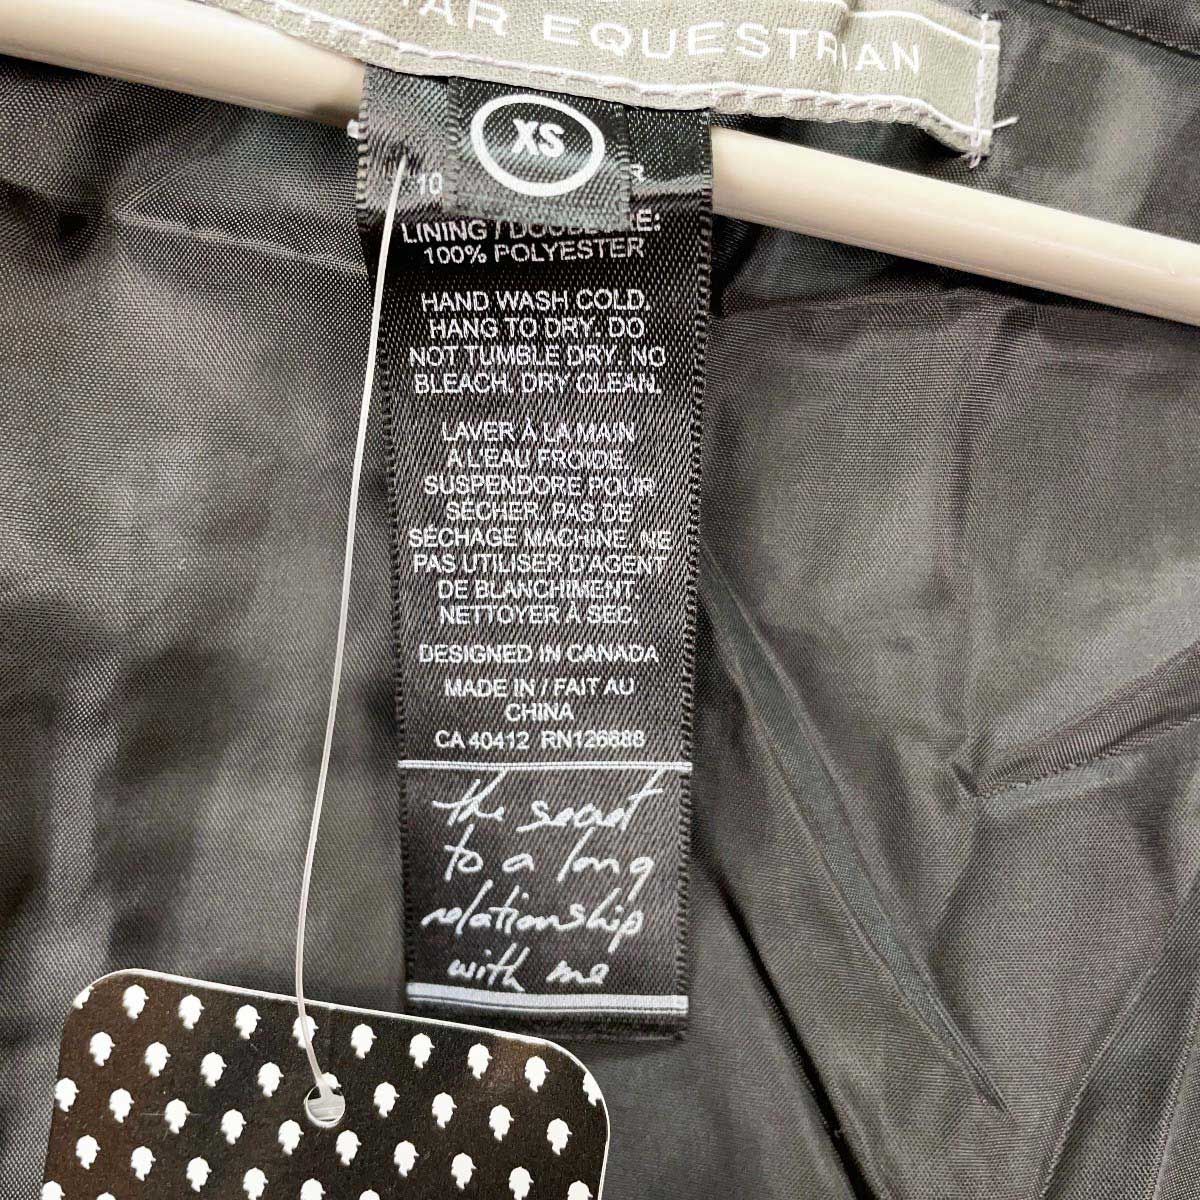 AR EQUESTRIAN
XS
10
LINING / DOUBLURE:
100% POLYESTER
HAND WASH COLD.
HANG TO DRY. DO
NOT TUMBLE DRY. NO
BLEACH. DRY CLEAN.
LAVER À LA MAIN
A L'EAU FROIDE.
SUSPENDORE POUR
SÉCHER. PAS DE
SÉCHAGE MACHINE. NE
PAS UTILISER D'AGENT
DE BLANCHIMENT.
NETTOYER À SEC.
DESIGNED IN CANADA
MADE IN / FAIT AU
CHINA
CA 40412 RN126688
the secret
to a long
relationship
with me